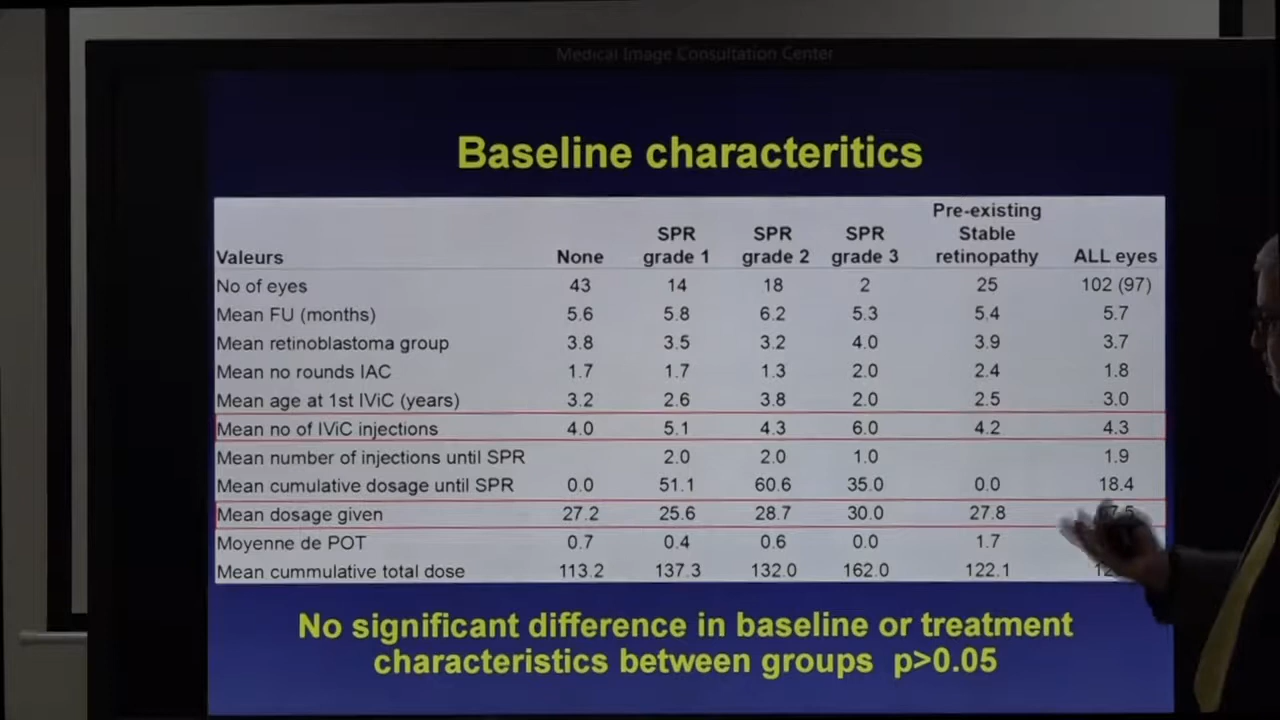 Medical Image Consultation Center
Baseline characteritics
Pre-existing
SPR SPR SPR Stable
Valeurs None grade 1 grade 2 grade 3 retinopathy ALL eyes
No of eyes 43 14 18 2 25 102 (97)
Mean FU (months) 5.6 5.8 6.2 5.3 5.4 5.7
Mean retinoblastoma group 3.8 3.5 3.2 4.0 3.9 3.7
Mean no rounds IAC 1.7 1.7 1.3 2.0 2.4 1.8
Mean age at 1st IViC (years) 3.2 2.6 3.8 2.0 2.5 3.0
Mean no of IViC injections 4.0 5.1 4.3 6.0 4.2 4.3
Mean number of injections until SPR 2.0 2.0 1.0 1.9
Mean cumulative dosage until SPR 0.0 51.1 60.6 35.0 0.0 18.4
Mean dosage given 27.2 25.6 28.7 30.0 27.8
Moyenne de POT 0.7 0.4 0.6 0.0 1.7
Mean cummulative total dose 113.2 137.3 132.0 162.0 122.1
No significant difference in baseline or treatment
characteristics between groups p>0.05